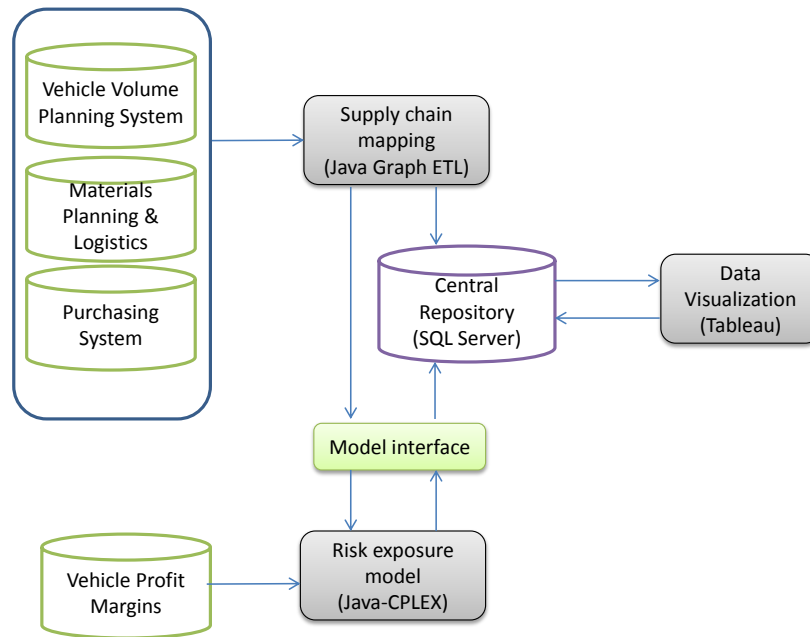 Vehicle Volume
Planning System
Materials
Planning &
Logistics
Purchasing
System
Supply chain
mapping
(Java Graph ETL)
Central
Repository
(SQL Server)
Data
Visualization
(Tableau)
Model interface
Vehicle Profit
Margins
Risk exposure
model
(Java-CPLEX)